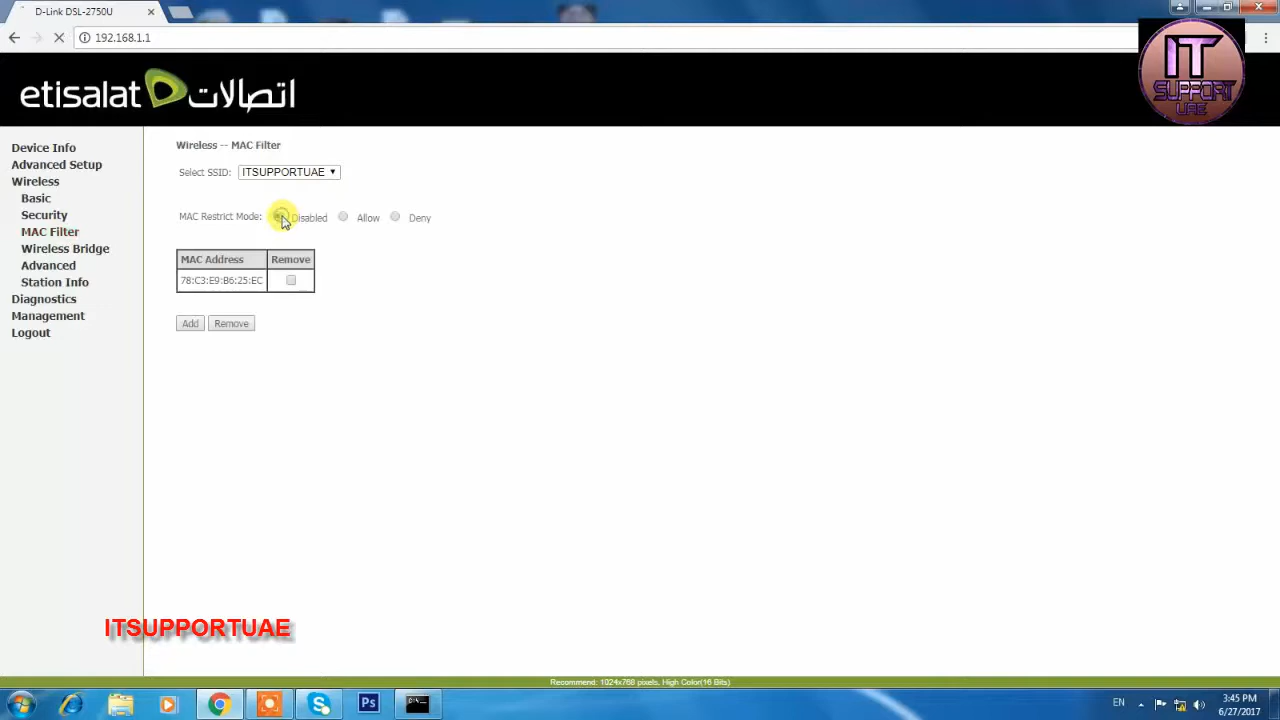 D-Link DSL-2750U
192.168.1.1
IT
SUPPORT
UAE
etisalat اتصالات
Device Info
Advanced Setup
Wireless
Basic
Security
MAC Filter
Wireless Bridge
Advanced
Station Info
Diagnostics
Management
Logout
Wireless -- MAC Filter
Select SSID: ITSUPPORTUAE
MAC Restrict Mode: Disabled Allow Deny
MAC Address Remove
78:C3:E9:B6:25:EC
Add Remove
ITSUPPORTUAE
Recommend: 1024x768 pixels, High Color(16 Bits)
Ps
C:\.
EN
3:45 PM
6/27/2017